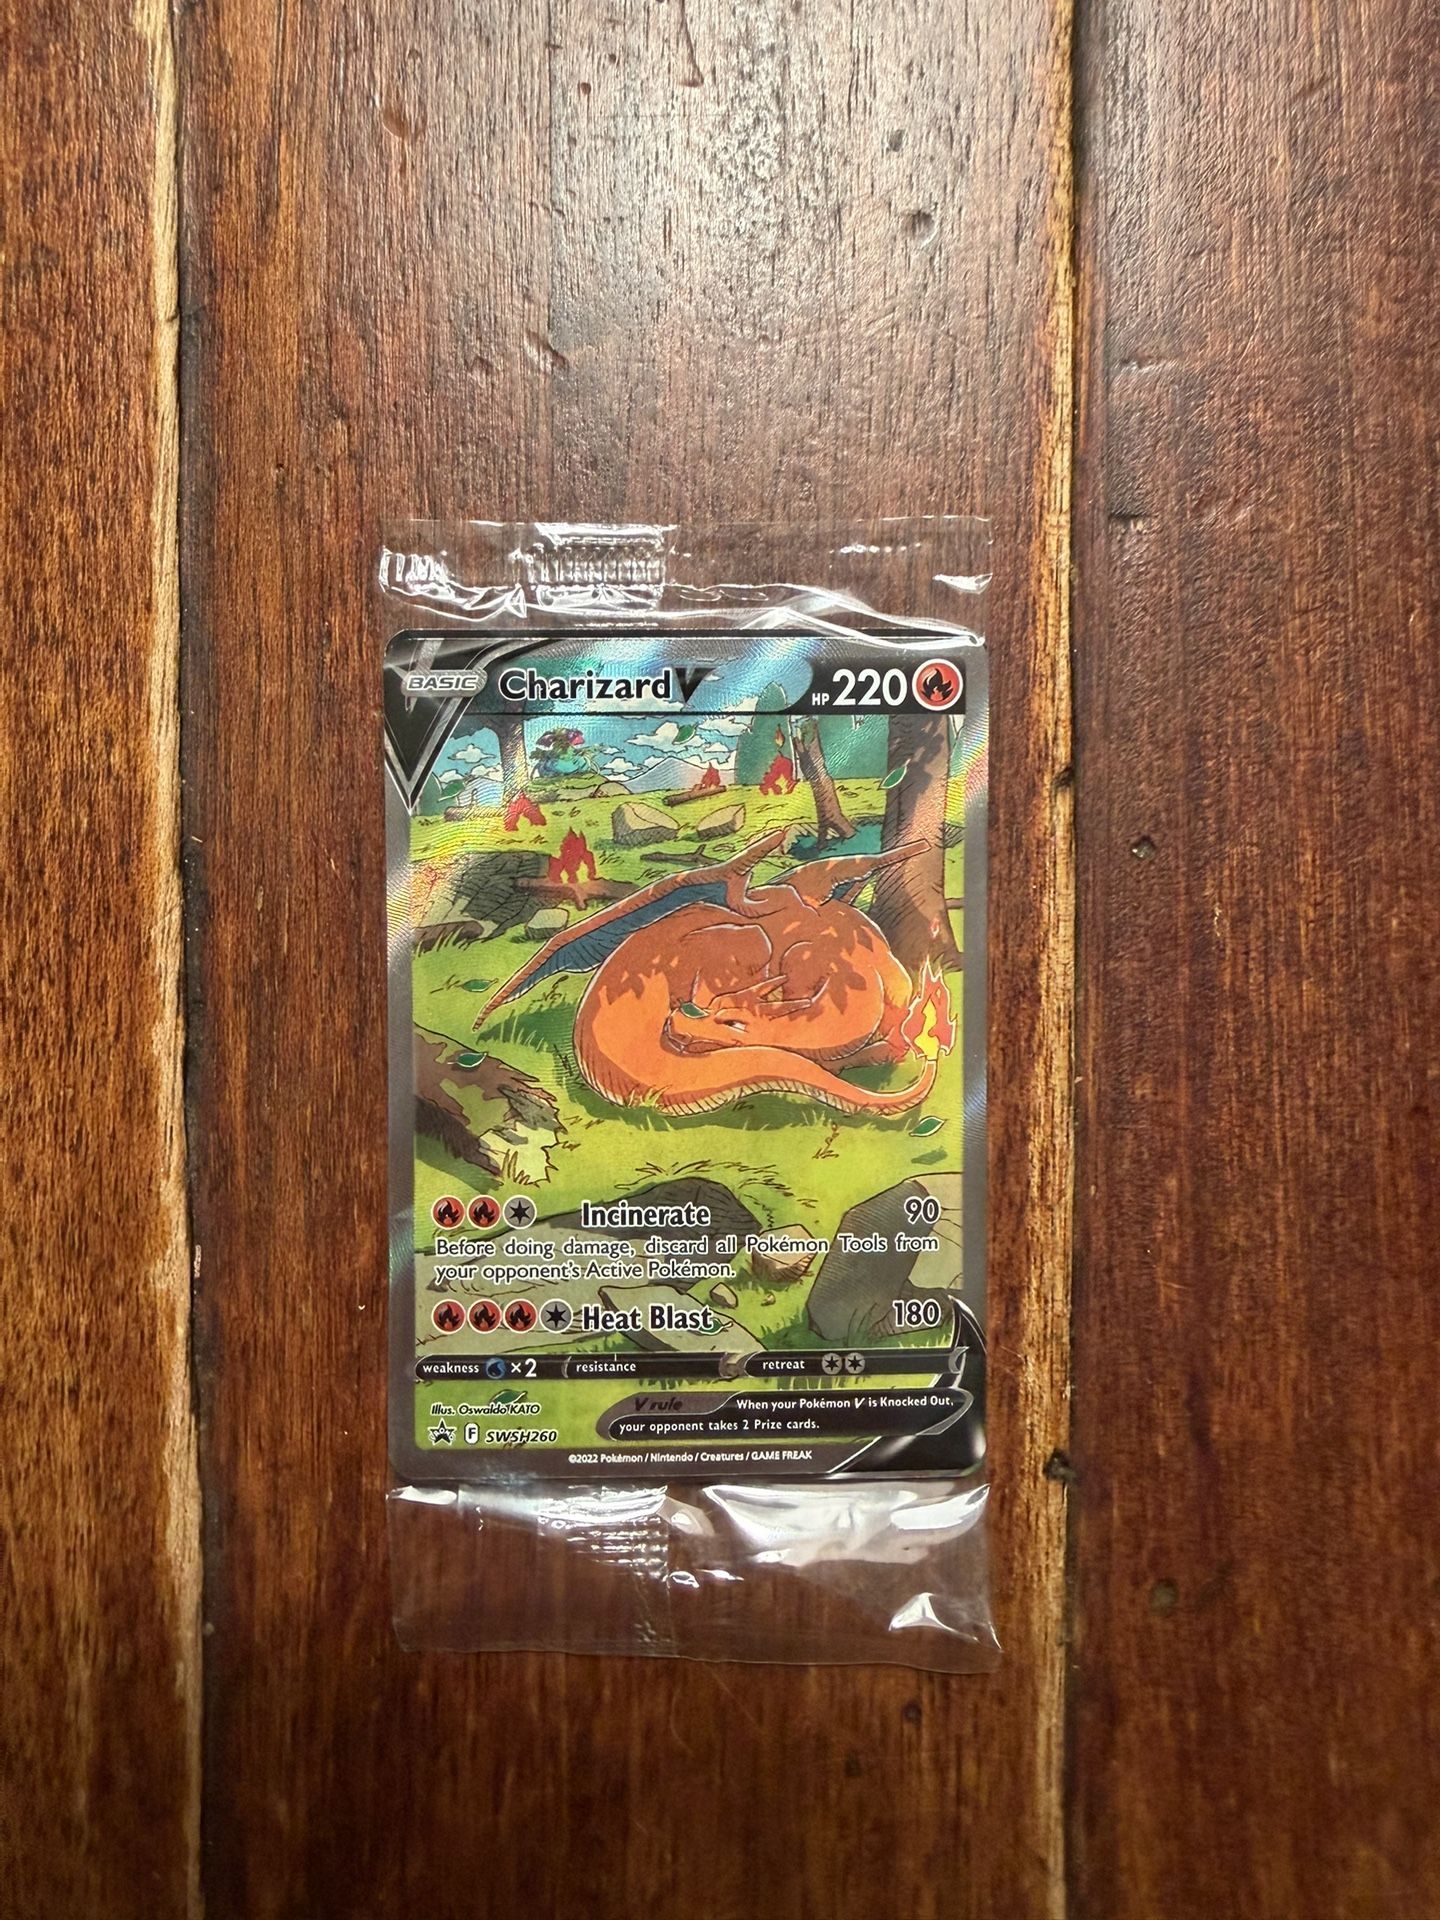 BASIC Charizard V HP 220
Incinerate 90
Before doing damage, discard all Pokémon Tools from
your opponent's Active Pokémon.
Heat Blast 180
weakness ×2 resistance retreat
Illus. Oswaldo KATO
V rule When your Pokémon V is Knocked Out,
your opponent takes 2 Prize cards.
F SWSH260
©2022 Pokémon / Nintendo / Creatures / GAME FREAK